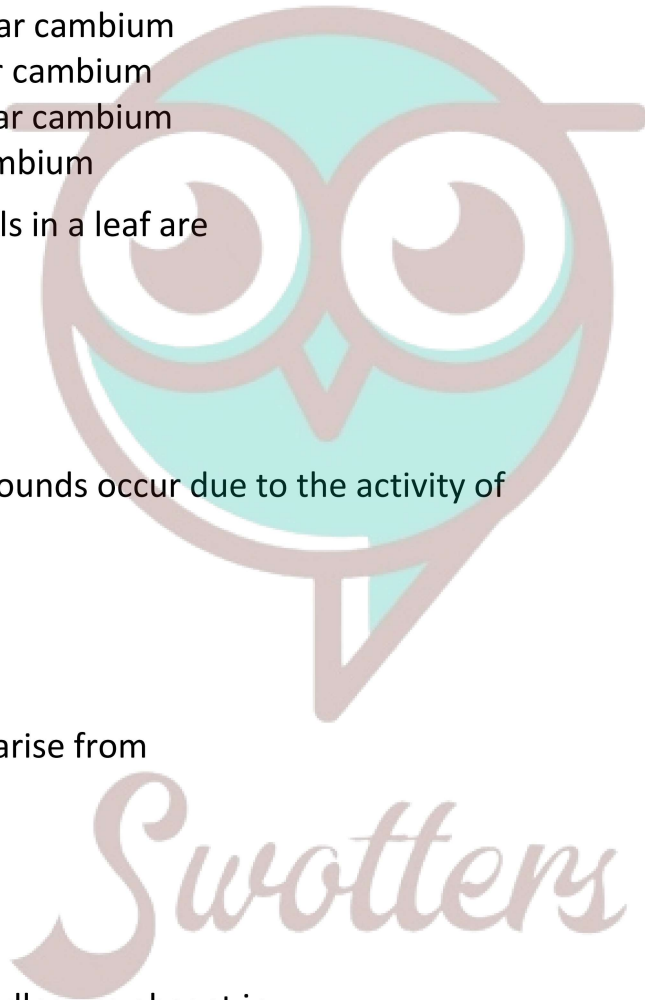 ar cambium
r cambium
ar cambium
mbium
ls in a leaf are
ounds occur due to the activity of
arise from
Swotters